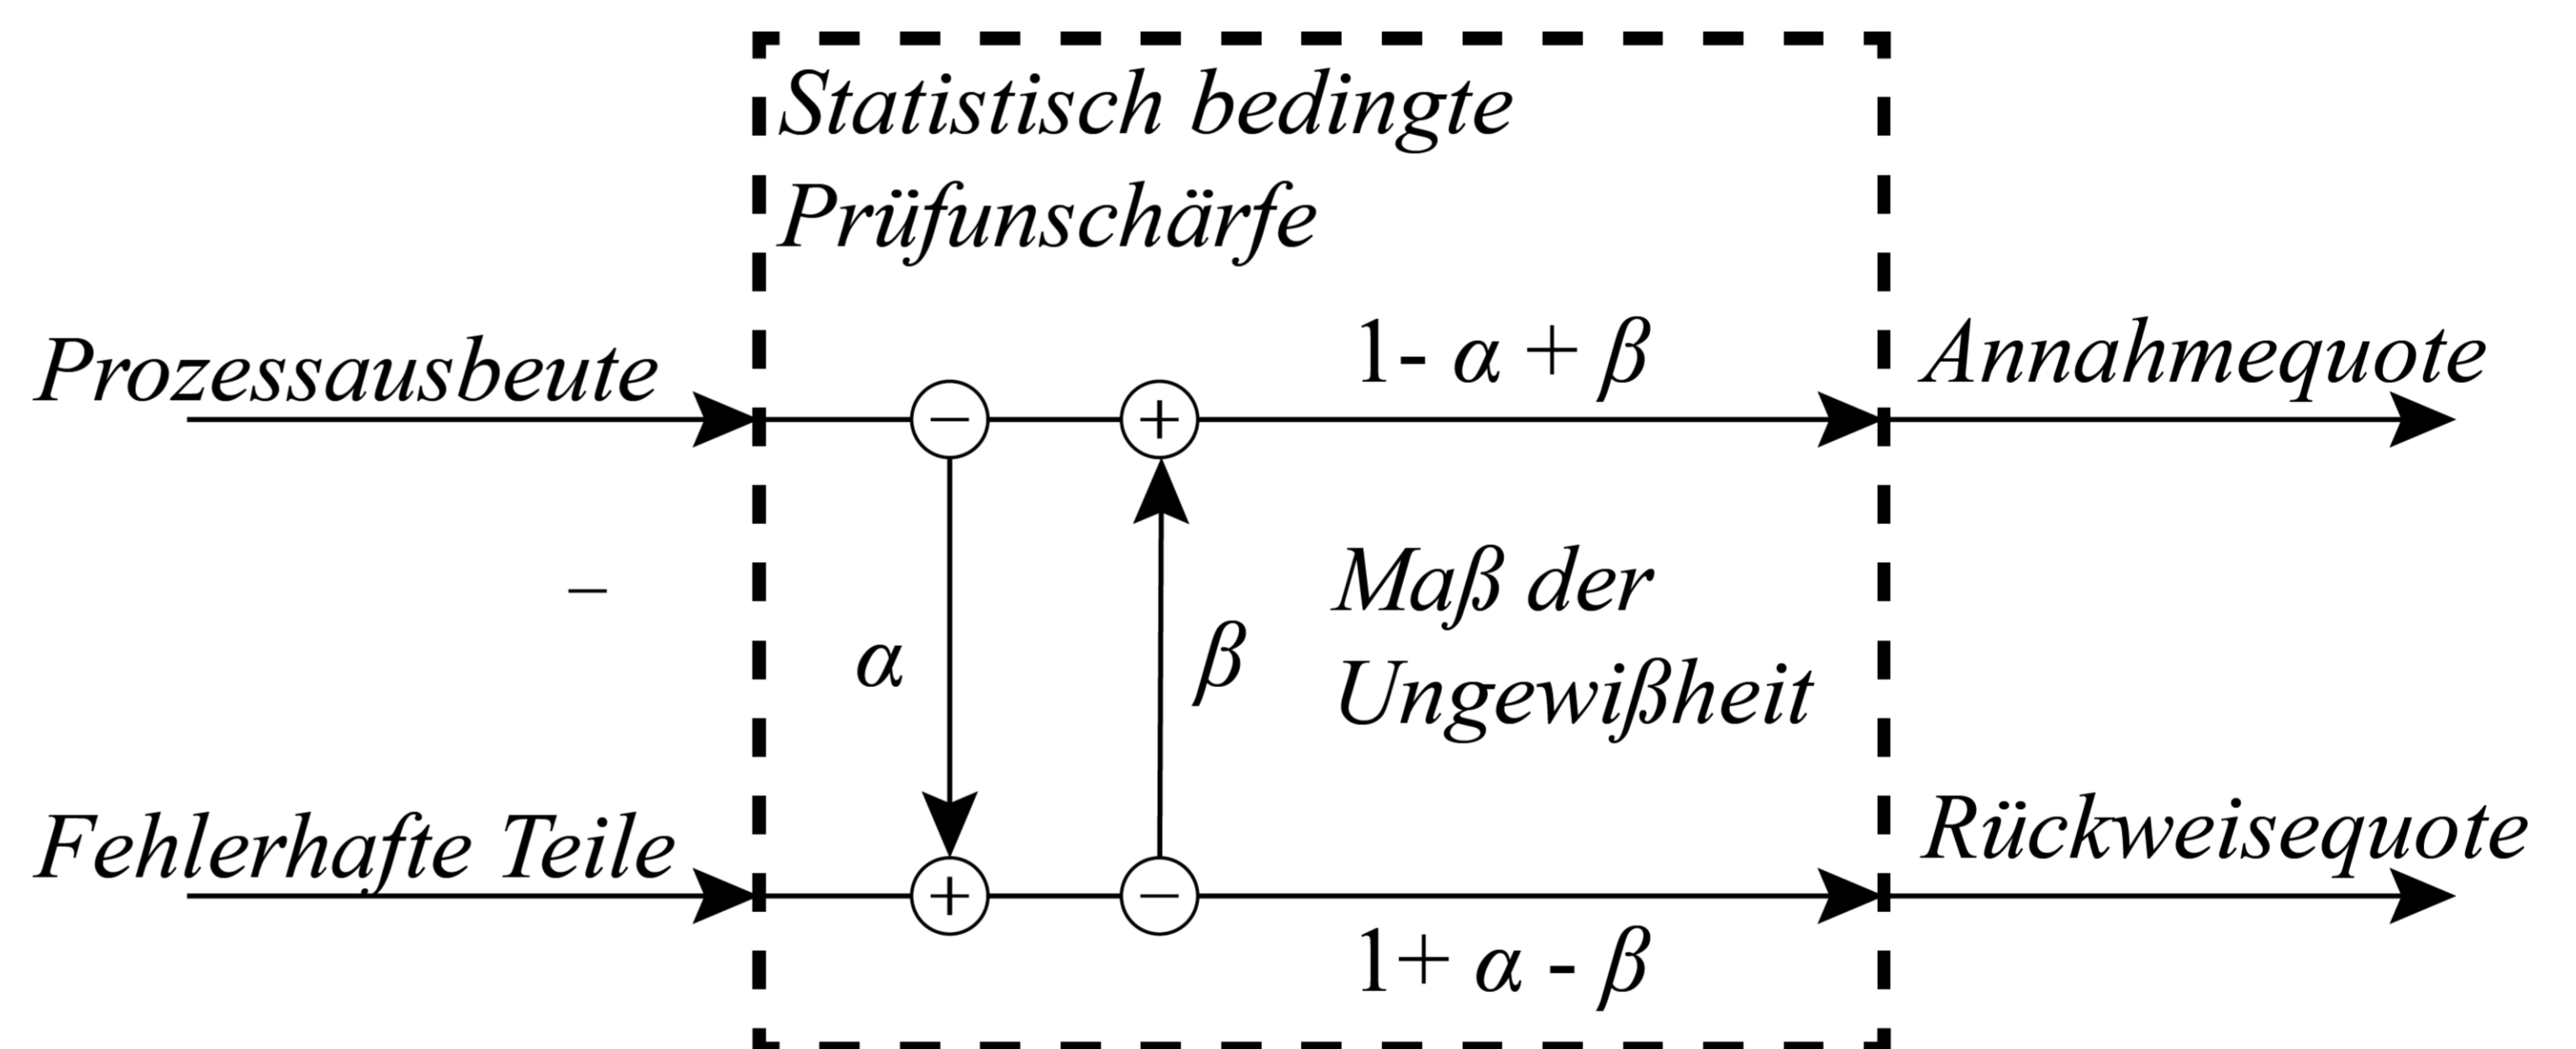 Statistisch bedingte
Prüfunschärfe
Prozessausbeute
1- α + β
Annahmequote
−
+
Maß der
Ungewißheit
–
α
β
Fehlerhafte Teile
+
−
1+ α - β
Rückweisequote